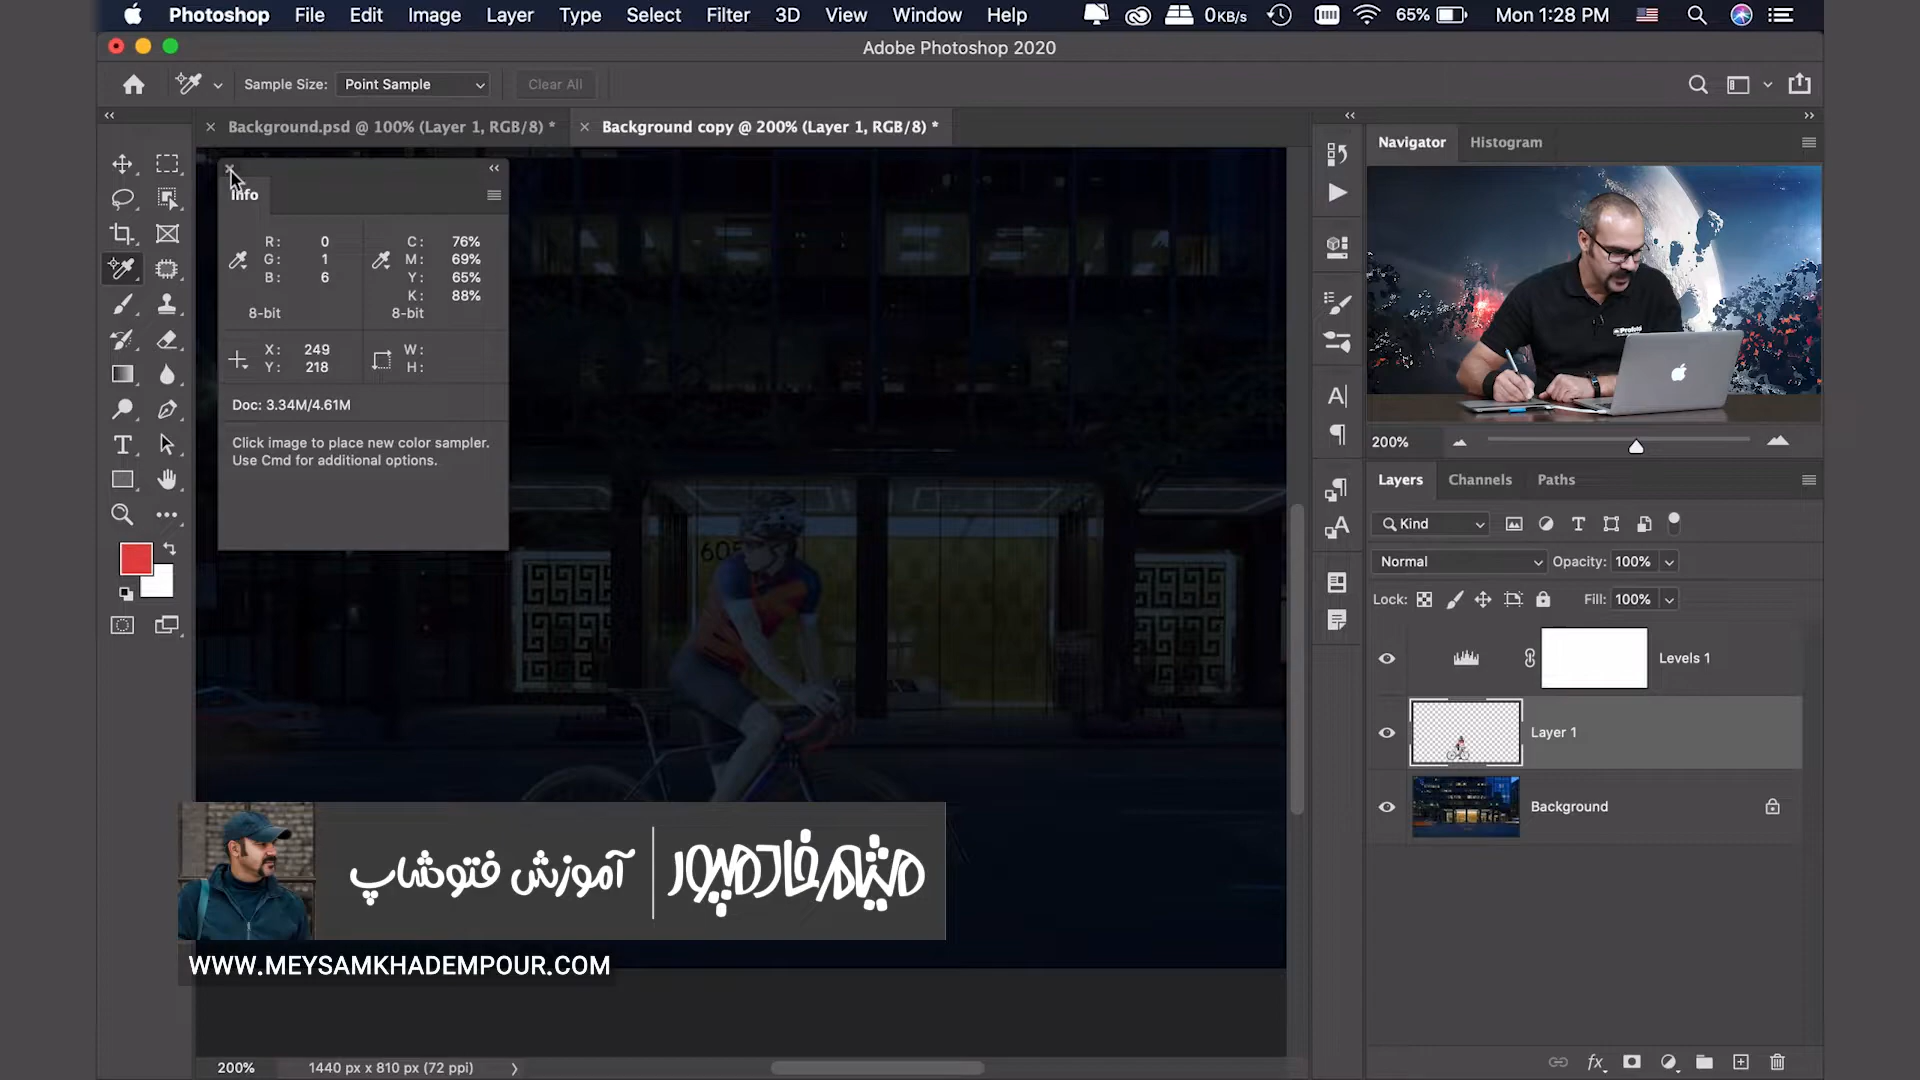 Photoshop File Edit Image Layer Type Select Filter 3D View Window Help 0KB/s 65% Mon 1:28 PM
Adobe Photoshop 2020
Sample Size: Point Sample Clear All
Background.psd @ 100% (Layer 1, RGB/8) * Background copy @ 200% (Layer 1, RGB/8) *
Info
R: 0 C: 76%
G: 1 M: 69%
B: 6 Y: 65%
K: 88%
8-bit 8-bit
X: 249 W:
Y: 218 H:
Doc: 3.34M/4.61M
Click image to place new color sampler.
Use Cmd for additional options.
605
Navigator Histogram
Profoto
200%
Layers Channels Paths
Kind
Normal Opacity: 100%
Lock: Fill: 100%
Levels 1
Layer 1
Background
میثم خادمپور | آموزش فتوشاپ
WWW.MEYSAMKHADEMPOUR.COM
200% 1440 px x 810 px (72 ppi)